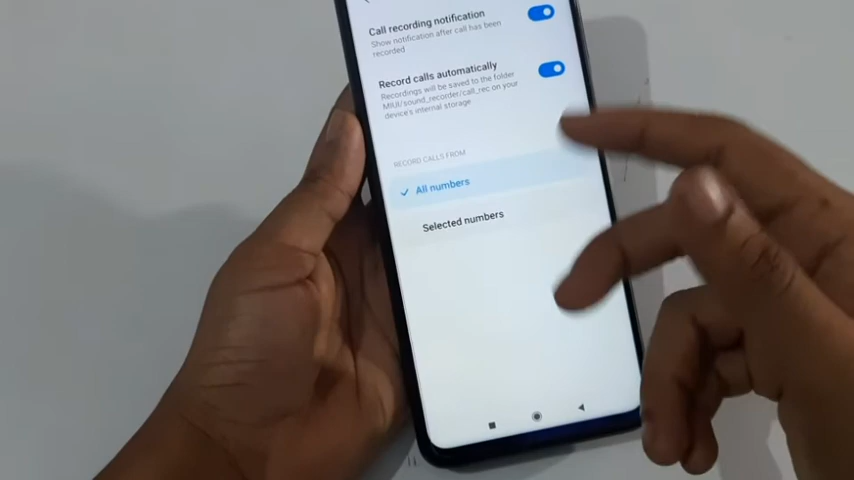 Call recording notification
Show notification after call has been
recorded
Record calls automatically
Recordings will be saved to the folder
MIUI/sound_recorder/call_rec on your
device's internal storage
RECORD CALLS FROM
All numbers
Selected numbers